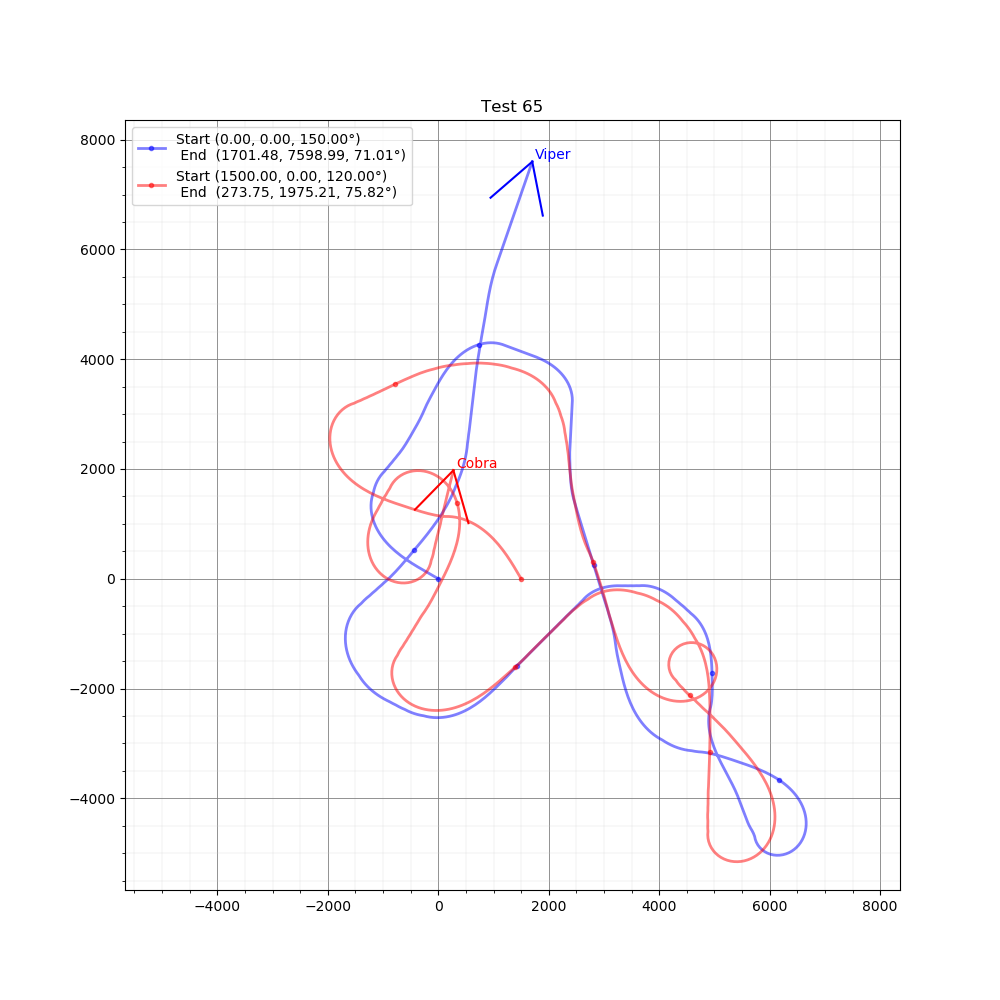 Test 65
Start (0.00, 0.00, 150.00°)
End (1701.48, 7598.99, 71.01°)
Start (1500.00, 0.00, 120.00°)
End (273.75, 1975.21, 75.82°)
Viper
Cobra
8000
6000
4000
2000
0
−2000
−4000
−4000 −2000 0 2000 4000 6000 8000